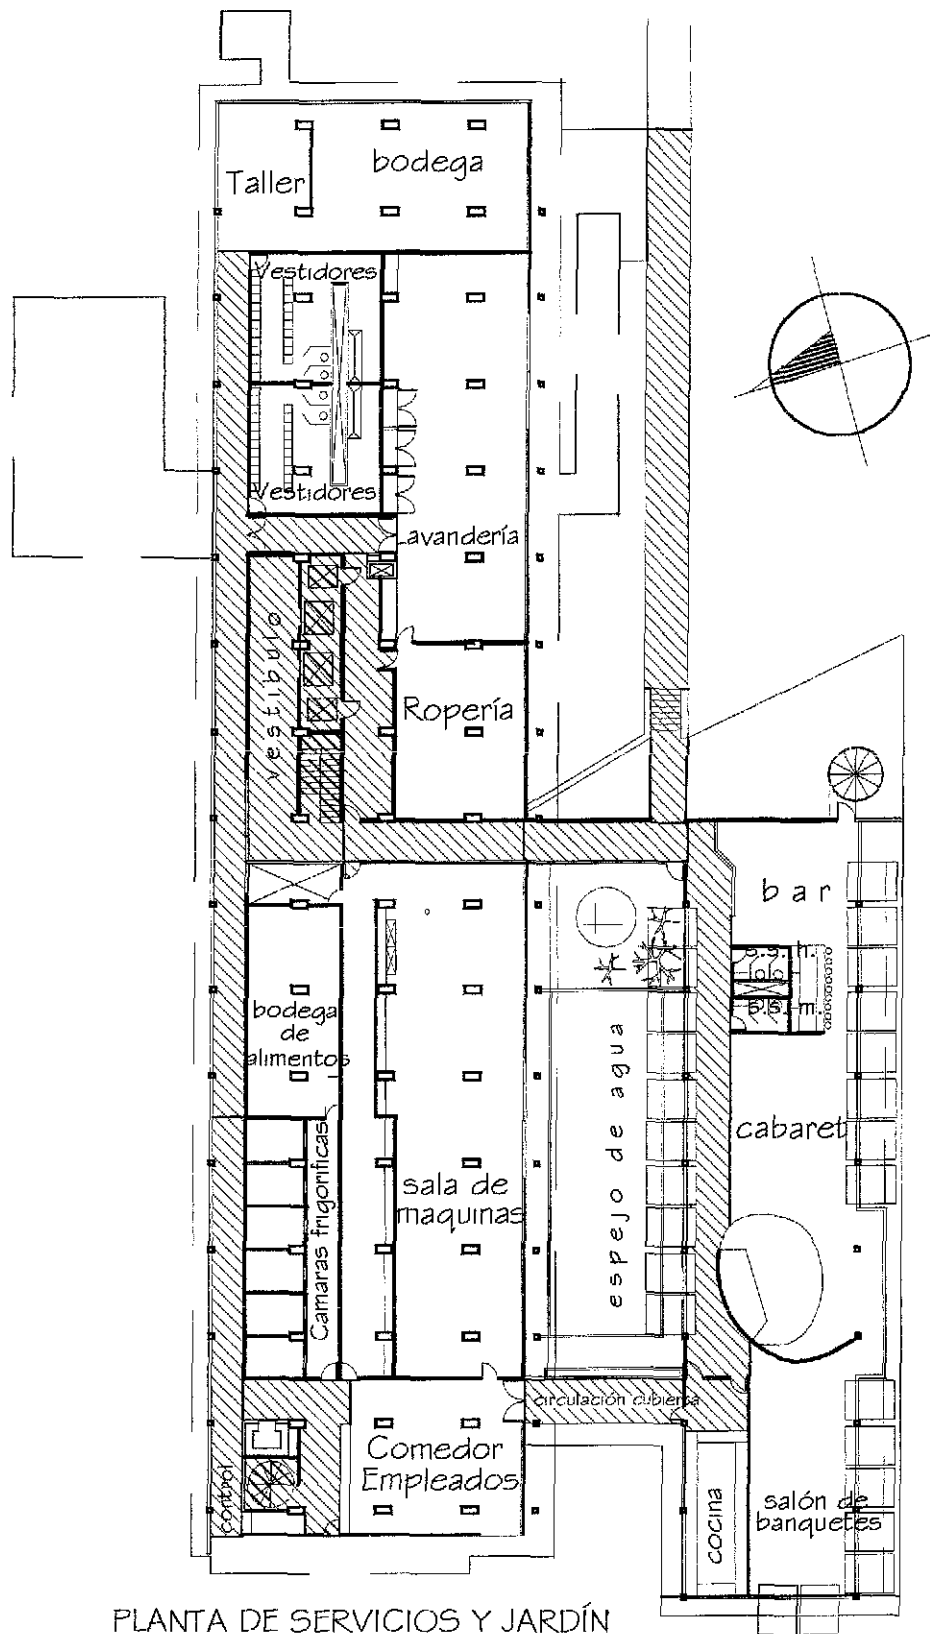 bodega
Taller
Vestidores
Vestidores
Lavandería
vestibulo
Ropería
bar
s.s.h.
s.s.m.
bodega
de
alimentos
espejo de agua
cabaret
Camaras frigorificas
sala de
maquinas
circulación cubierta
Comedor
Empleados
control
cocina
salón de
banquetes
PLANTA DE SERVICIOS Y JARDÍN